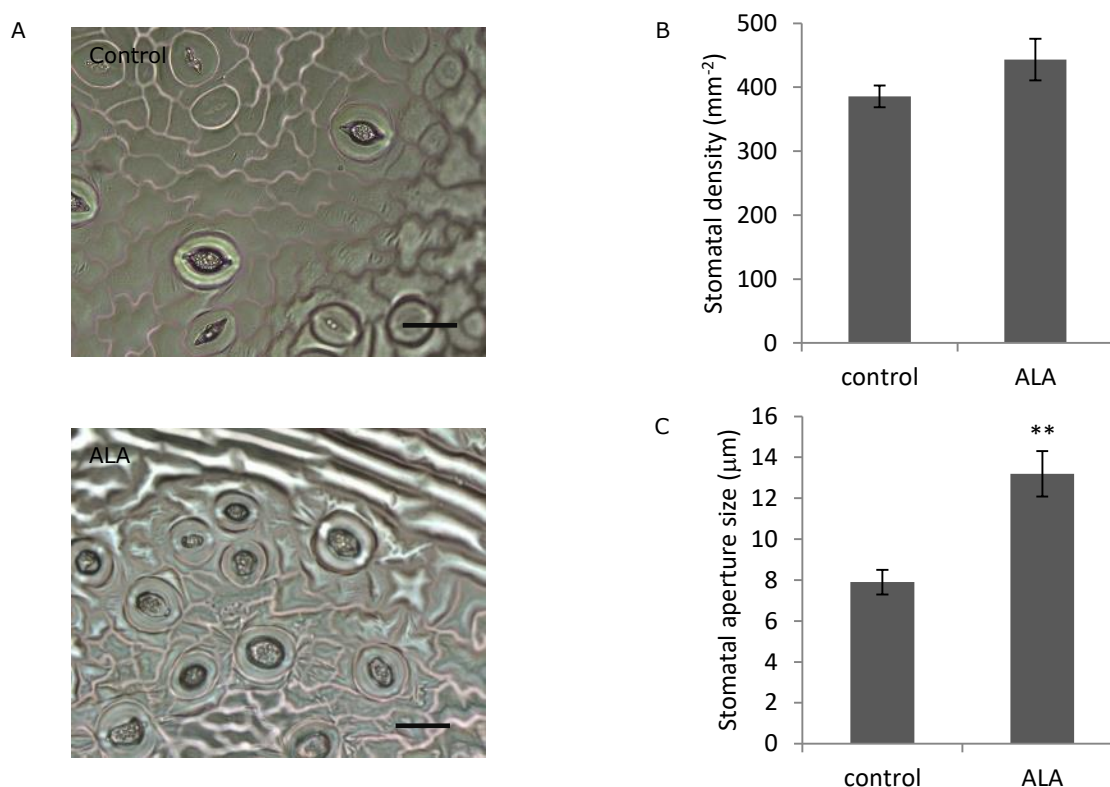 A
Control
ALA
B
Stomatal density (mm⁻²)
500
400
300
200
100
0
control ALA
C
Stomatal aperture size (μm)
16
14
12
10
8
6
4
2
0
**
control ALA